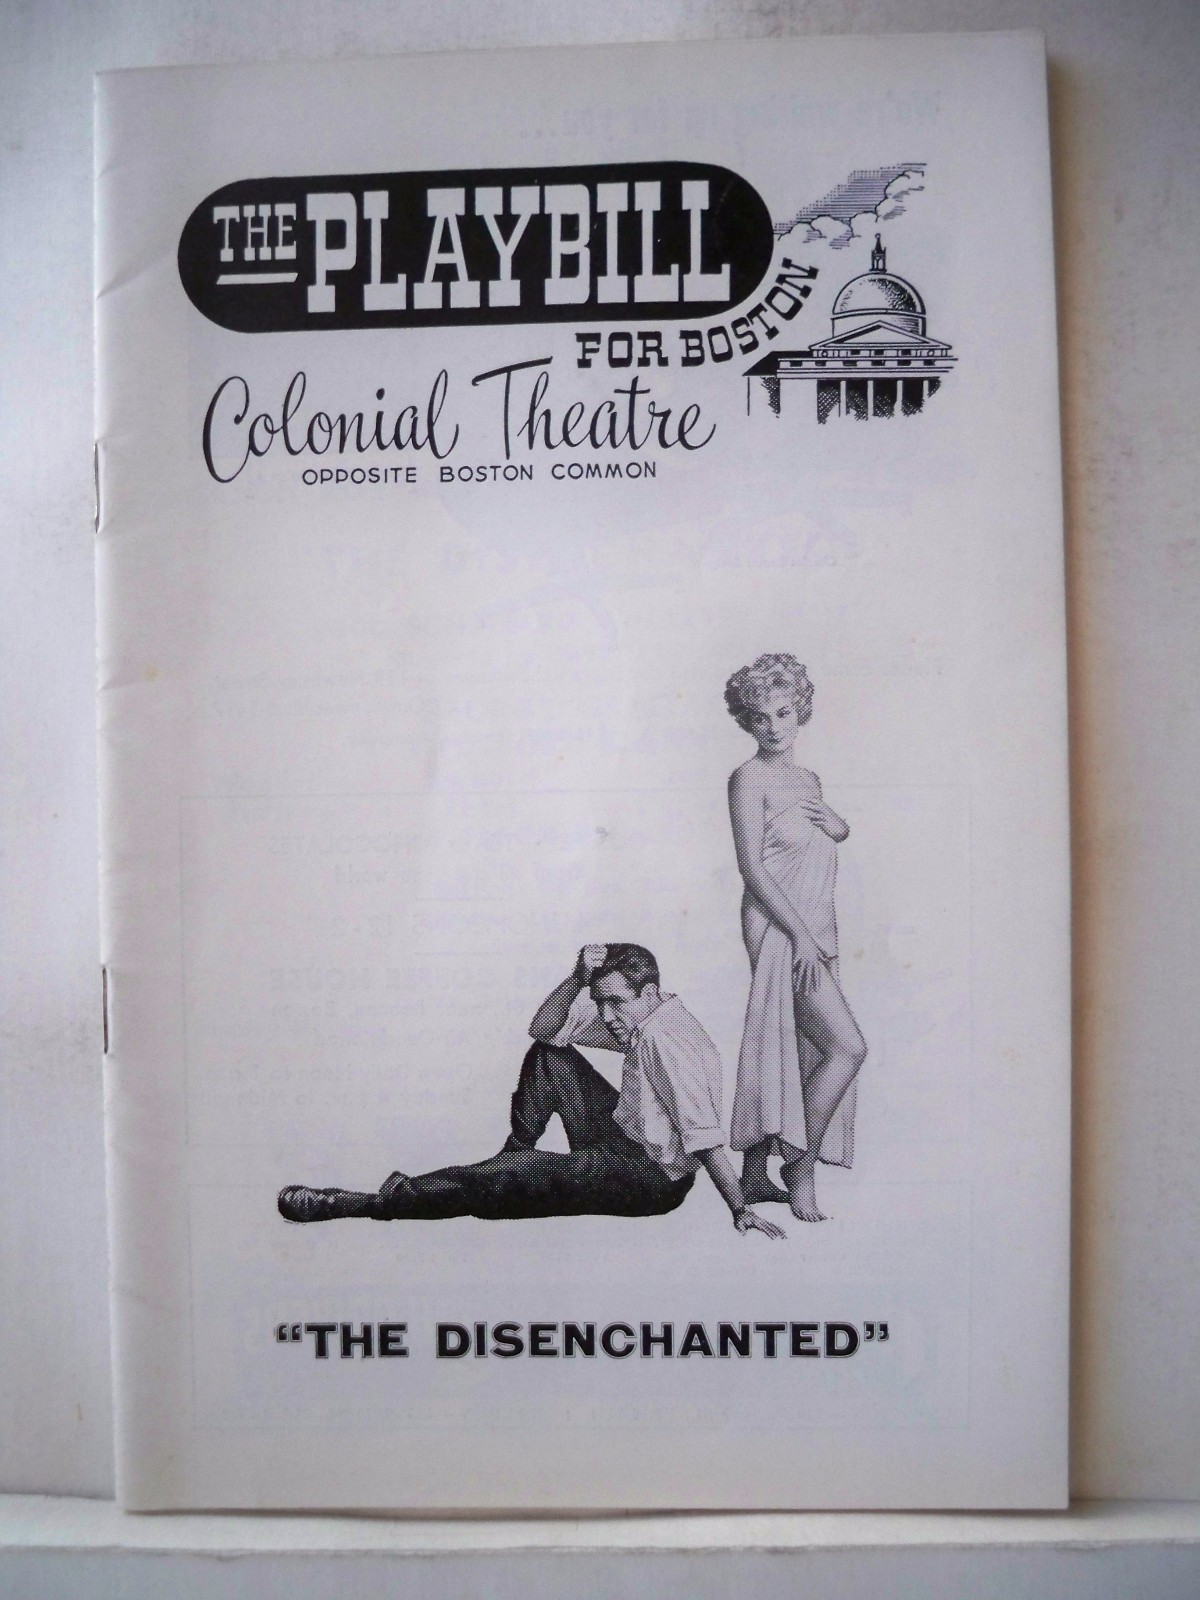 THE PLAYBILL
FOR BOSTON
Colonial Theatre
OPPOSITE BOSTON COMMON
"THE DISENCHANTED"